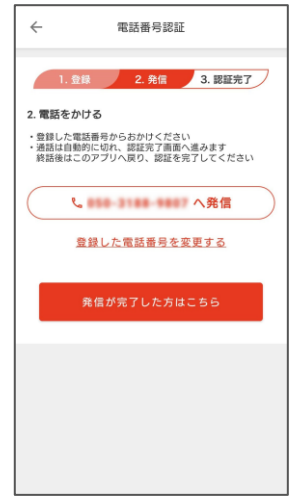 電話番号認証
1. 登録 2. 発信 3. 認証完了
2. 電話をかける
・登録した電話番号からおかけください
・通話は自動的に切れ、認証完了画面へ進みます
終話後はこのアプリへ戻り、認証を完了してください
へ発信
登録した電話番号を変更する
発信が完了した方はこちら